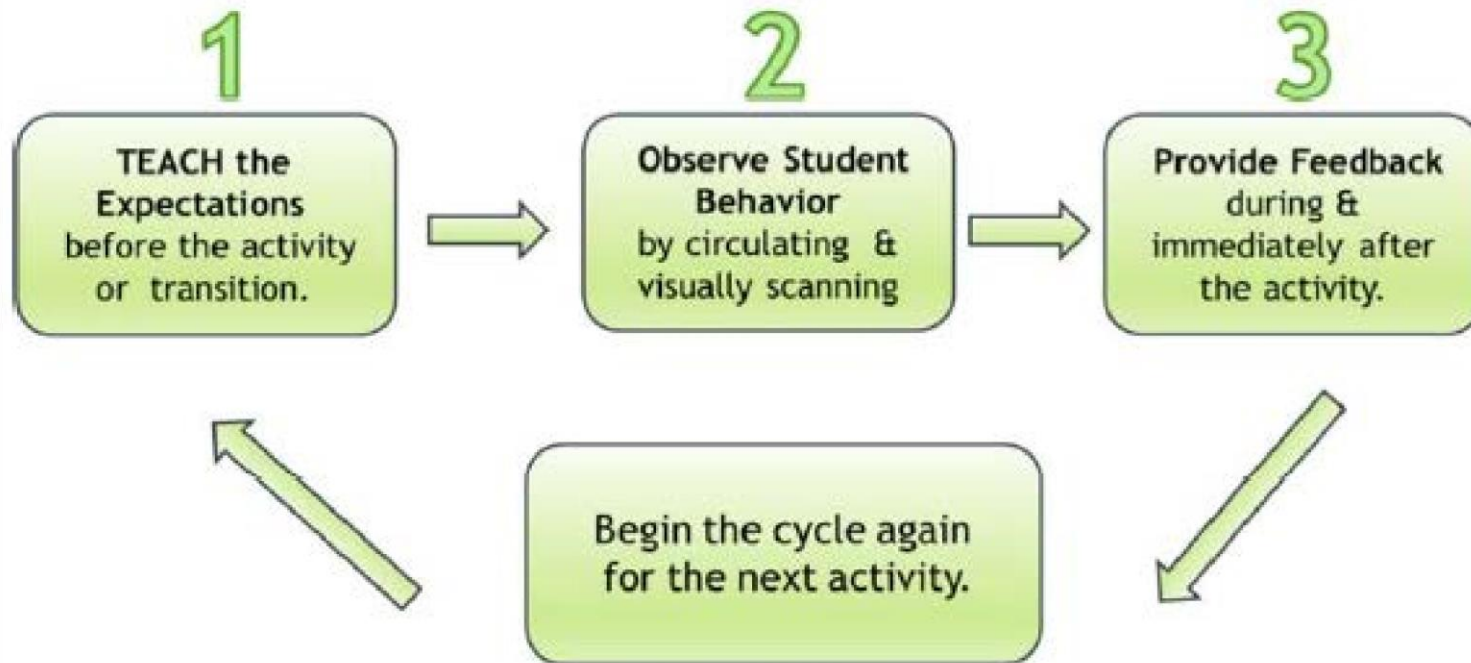 1
TEACH the
Expectations
before the activity
or transition.
2
Observe Student
Behavior
by circulating &
visually scanning
3
Provide Feedback
during &
immediately after
the activity.
Begin the cycle again
for the next activity.